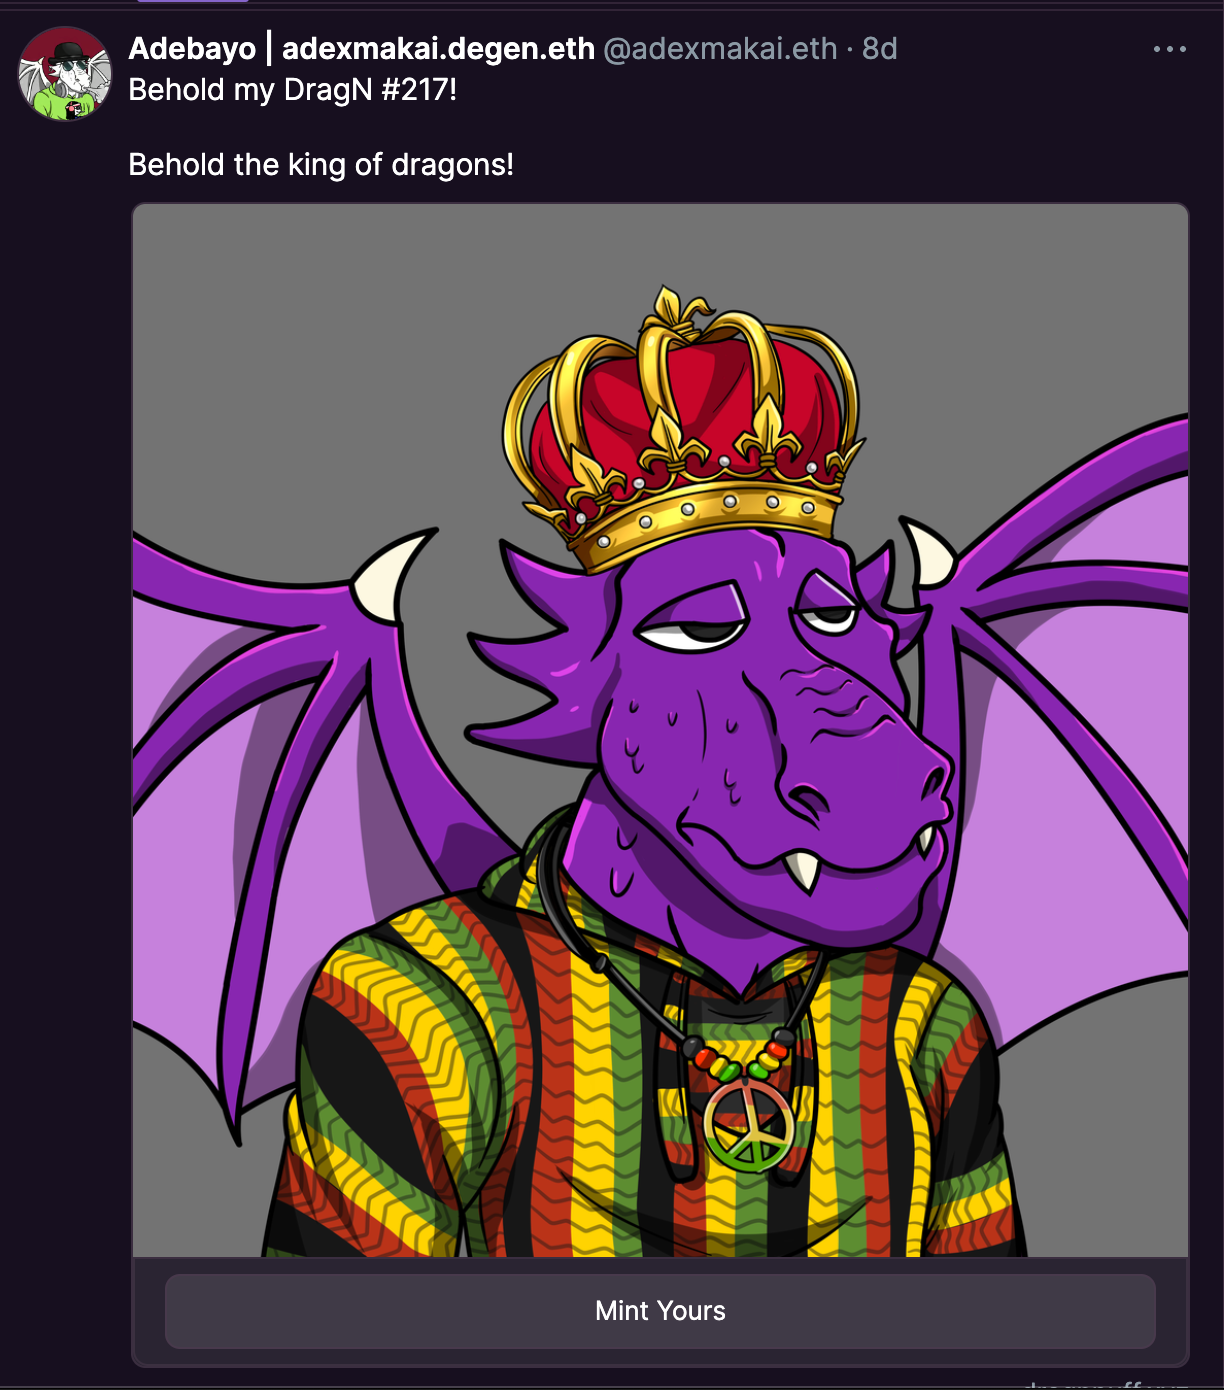 Adebayo | adexmakai.degen.eth @adexmakai.eth · 8d
Behold my DragN #217!
Behold the king of dragons!
Mint Yours